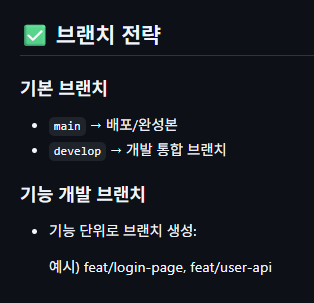 ✅ 브랜치 전략
기본 브랜치
• main → 배포/완성본
• develop → 개발 통합 브랜치
기능 개발 브랜치
• 기능 단위로 브랜치 생성:
예시) feat/login-page, feat/user-api